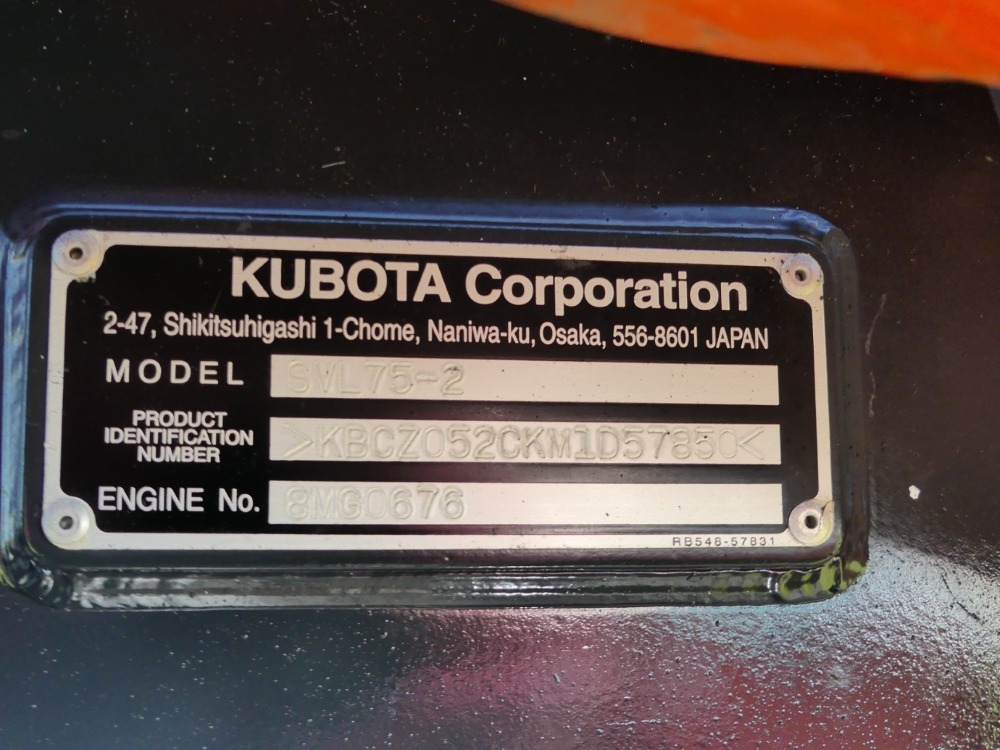 KUBOTA Corporation
2-47, Shikitsuhigashi 1-Chome, Naniwa-ku, Osaka, 556-8601 JAPAN
MODEL SVL75-2
PRODUCT IDENTIFICATION NUMBER >KBCZ052CKM1D57850<
ENGINE No. 8MG0676
RB546-57831